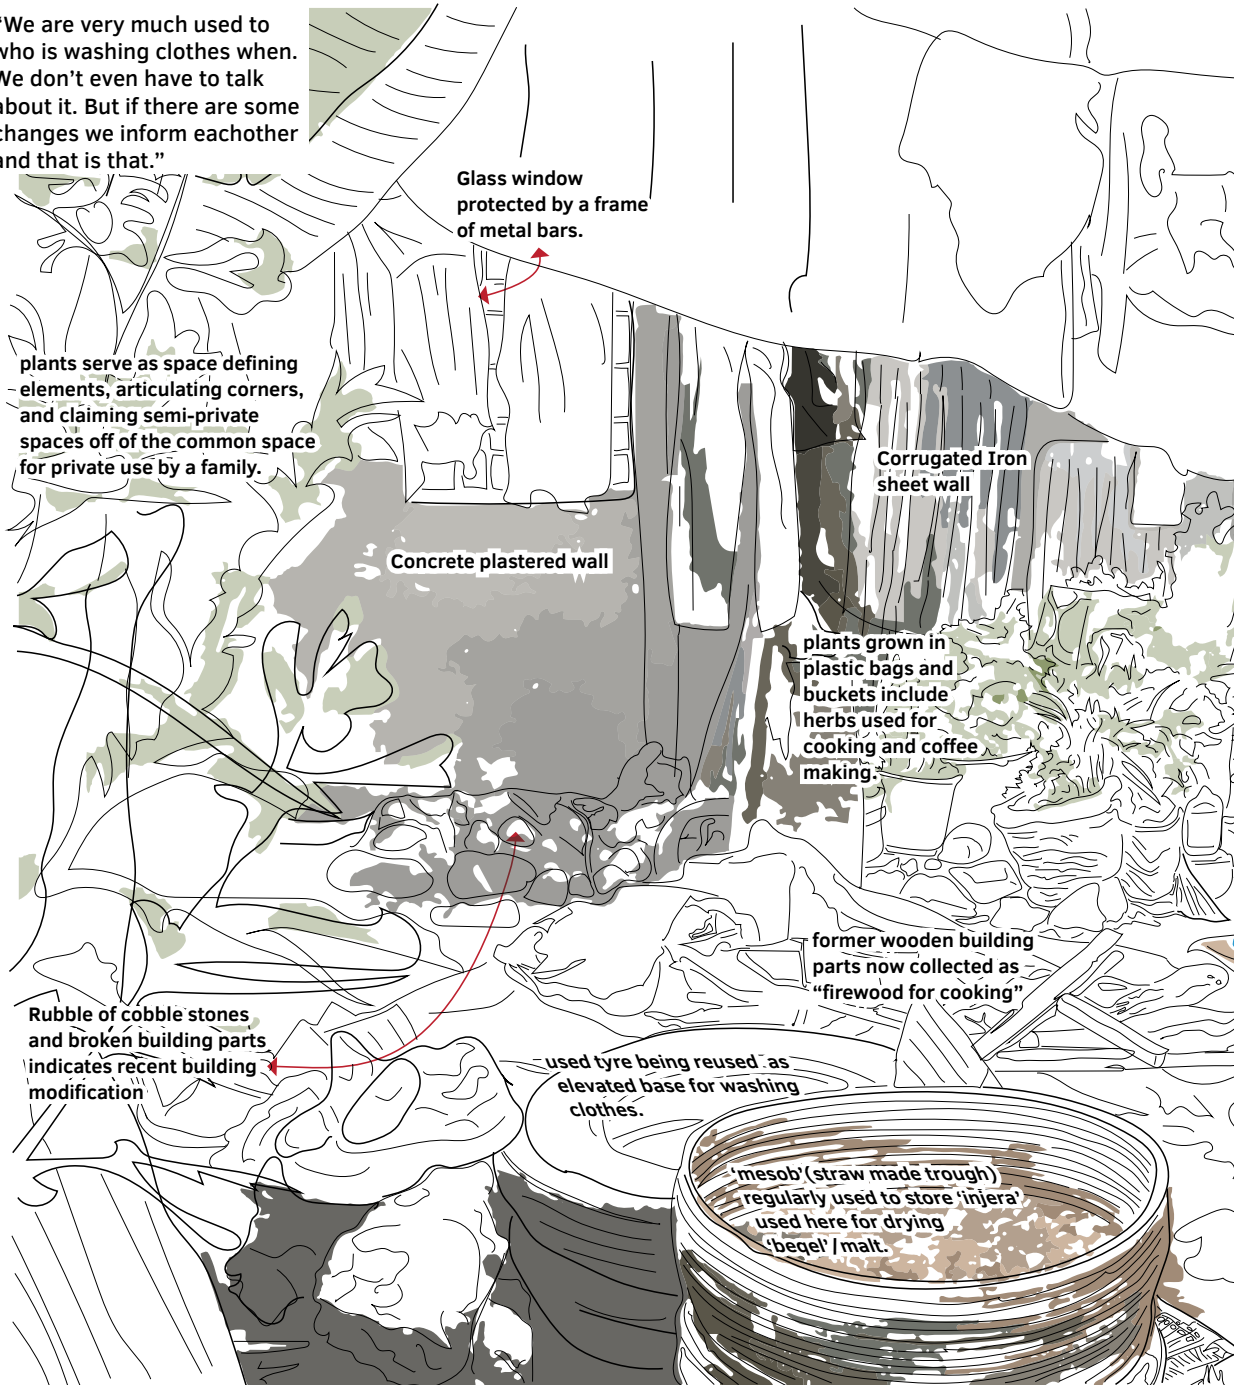 “We are very much used to
who is washing clothes when.
We don’t even have to talk
about it. But if there are some
changes we inform eachother
and that is that.”
Glass window
protected by a frame
of metal bars.
plants serve as space defining
elements, articulating corners,
and claiming semi-private
spaces off of the common space
for private use by a family.
Corrugated Iron
sheet wall
Concrete plastered wall
plants grown in
plastic bags and
buckets include
herbs used for
cooking and coffee
making.
former wooden building
parts now collected as
“firewood for cooking”
Rubble of cobble stones
and broken building parts
indicates recent building
modification
used tyre being reused as
elevated base for washing
clothes.
‘mesob’(straw made trough)
regularly used to store ‘injera’
used here for drying
‘beqel’ / malt.